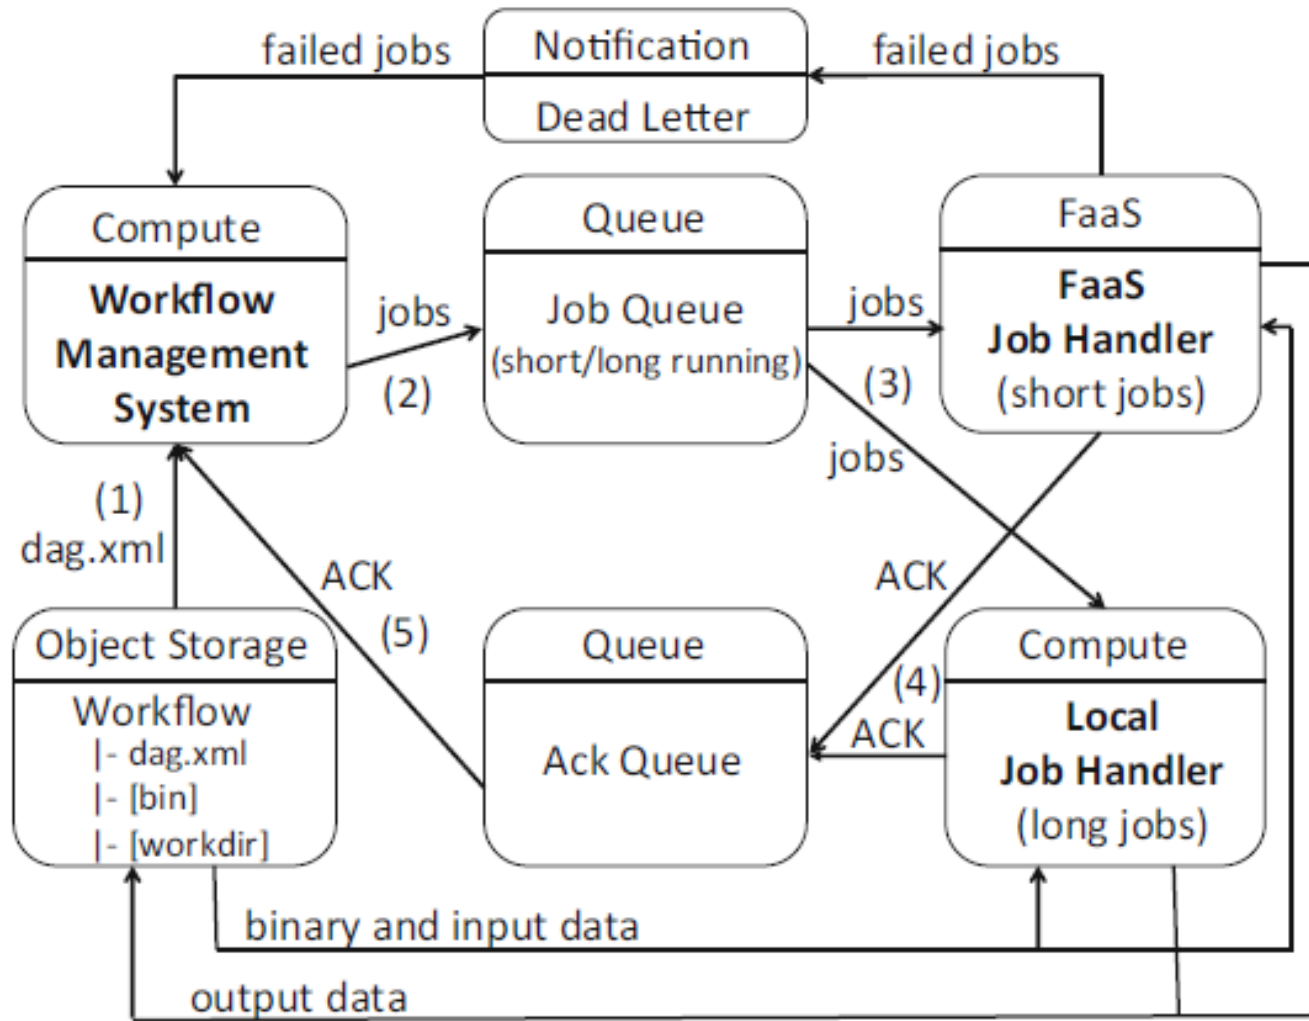 failed jobs
Notification
failed jobs
Dead Letter
Compute
Workflow
Management
System
jobs
(2)
Queue
Job Queue
(short/long running)
jobs
(3)
jobs
FaaS
FaaS
Job Handler
(short jobs)
(1)
dag.xml
ACK
(5)
ACK
(4)
ACK
Object Storage
Workflow
|- dag.xml
|- [bin]
|- [workdir]
Queue
Ack Queue
Compute
Local
Job Handler
(long jobs)
binary and input data
output data